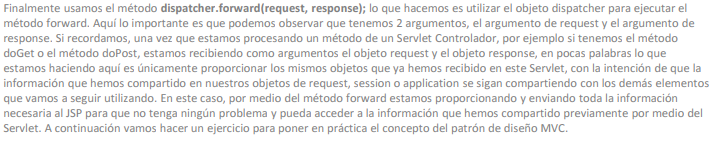 Finalmente usamos el método dispatcher.forward(request, response); lo que hacemos es utilizar el objeto dispatcher para ejecutar el
método forward. Aquí lo importante es que podemos observar que tenemos 2 argumentos, el argumento de request y el argumento de
response. Si recordamos, una vez que estamos procesando un método de un Servlet Controlador, por ejemplo si tenemos el método
doGet o el método doPost, estamos recibiendo como argumentos el objeto request y el objeto response, en pocas palabras lo que
estamos haciendo aquí es únicamente proporcionar los mismos objetos que ya hemos recibido en este Servlet, con la intención de que la
información que hemos compartido en nuestros objetos de request, session o application se sigan compartiendo con los demás elementos
que vamos a seguir utilizando. En este caso, por medio del método forward estamos proporcionando y enviando toda la información
necesaria al JSP para que no tenga ningún problema y pueda acceder a la información que hemos compartido previamente por medio del
Servlet. A continuación vamos hacer un ejercicio para poner en práctica el concepto del patrón de diseño MVC.